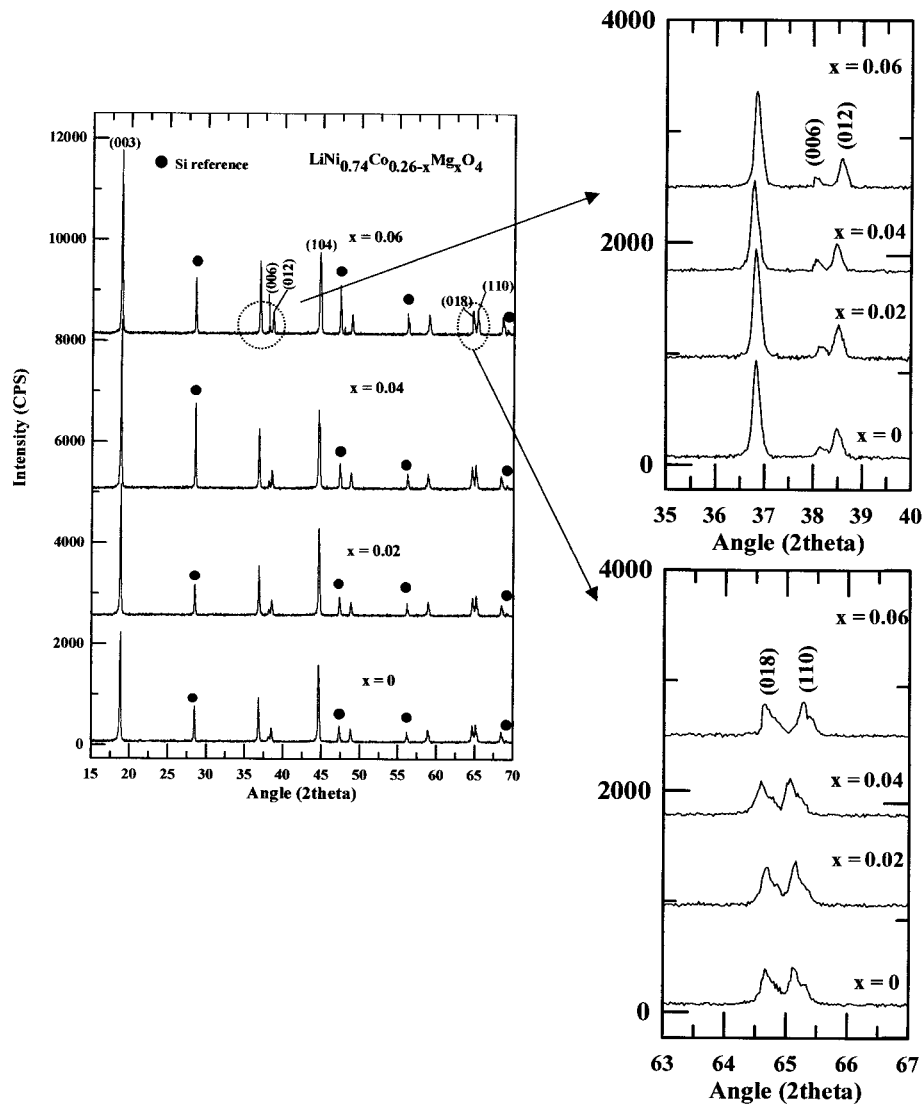 12000
10000
8000
6000
4000
2000
0
Intensity (CPS)
(003)
● Si reference
LiNi0.74Co0.26-xMgxO4
x = 0.06
(006)
(012)
(104)
(018)
(110)
x = 0.04
x = 0.02
x = 0
15 20 25 30 35 40 45 50 55 60 65 70
Angle (2theta)
4000
2000
0
x = 0.06
(006)
(012)
x = 0.04
x = 0.02
x = 0
35 36 37 38 39 40
Angle (2theta)
4000
2000
0
x = 0.06
(018)
(110)
x = 0.04
x = 0.02
x = 0
63 64 65 66 67
Angle (2theta)